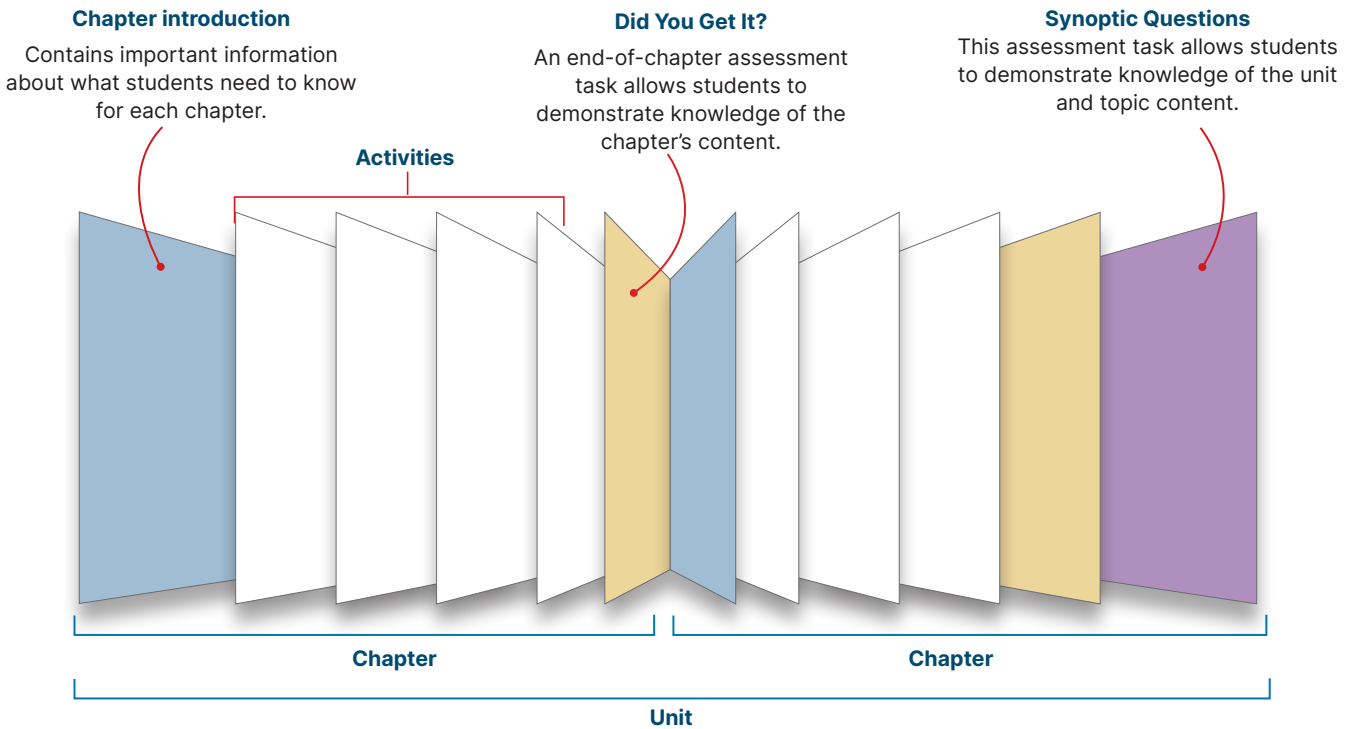 Chapter introduction
Contains important information
about what students need to know
for each chapter.
Activities
Did You Get It?
An end-of-chapter assessment
task allows students to
demonstrate knowledge of the
chapter’s content.
Synoptic Questions
This assessment task allows students
to demonstrate knowledge of the unit
and topic content.
Chapter
Chapter
Unit